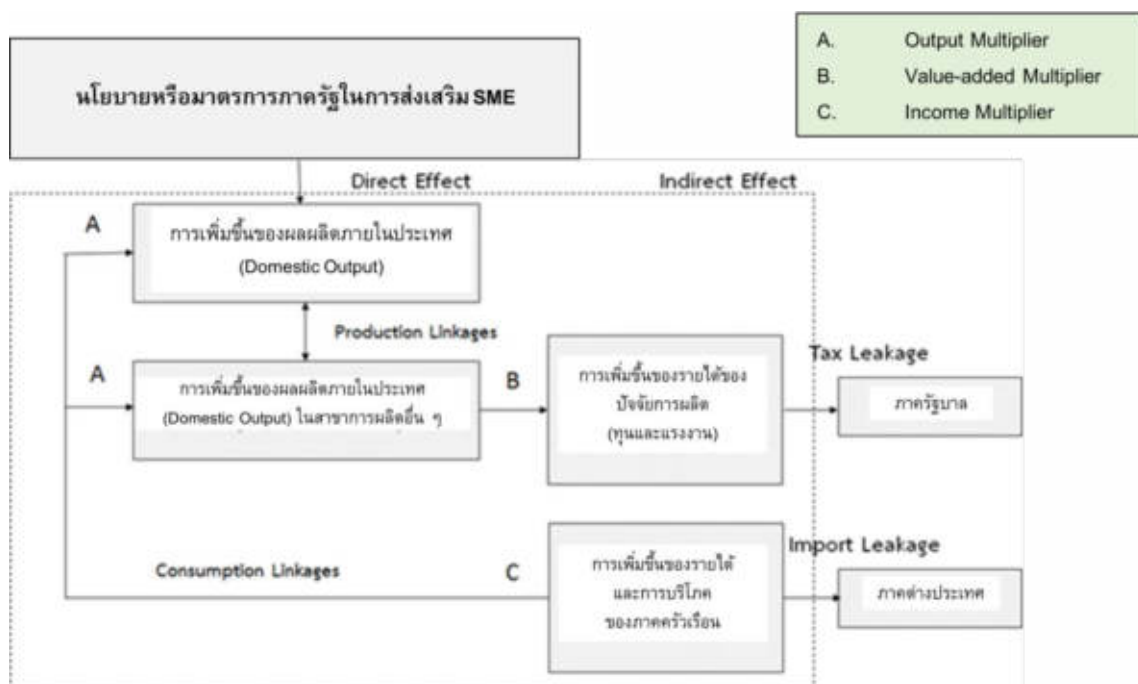 นโยบายหรือมาตรการภาครัฐในการส่งเสริม SME
A. Output Multiplier
B. Value-added Multiplier
C. Income Multiplier
Direct Effect
Indirect Effect
A
การเพิ่มขึ้นของผลผลิตภายในประเทศ
(Domestic Output)
Production Linkages
A
การเพิ่มขึ้นของผลผลิตภายในประเทศ
(Domestic Output) ในสาขาการผลิตอื่น ๆ
B
การเพิ่มขึ้นของรายได้ของ
ปัจจัยการผลิต
(ทุนและแรงงาน)
Tax Leakage
ภาครัฐบาล
Consumption Linkages
C
การเพิ่มขึ้นของรายได้
และการบริโภค
ของภาคครัวเรือน
Import Leakage
ภาคต่างประเทศ